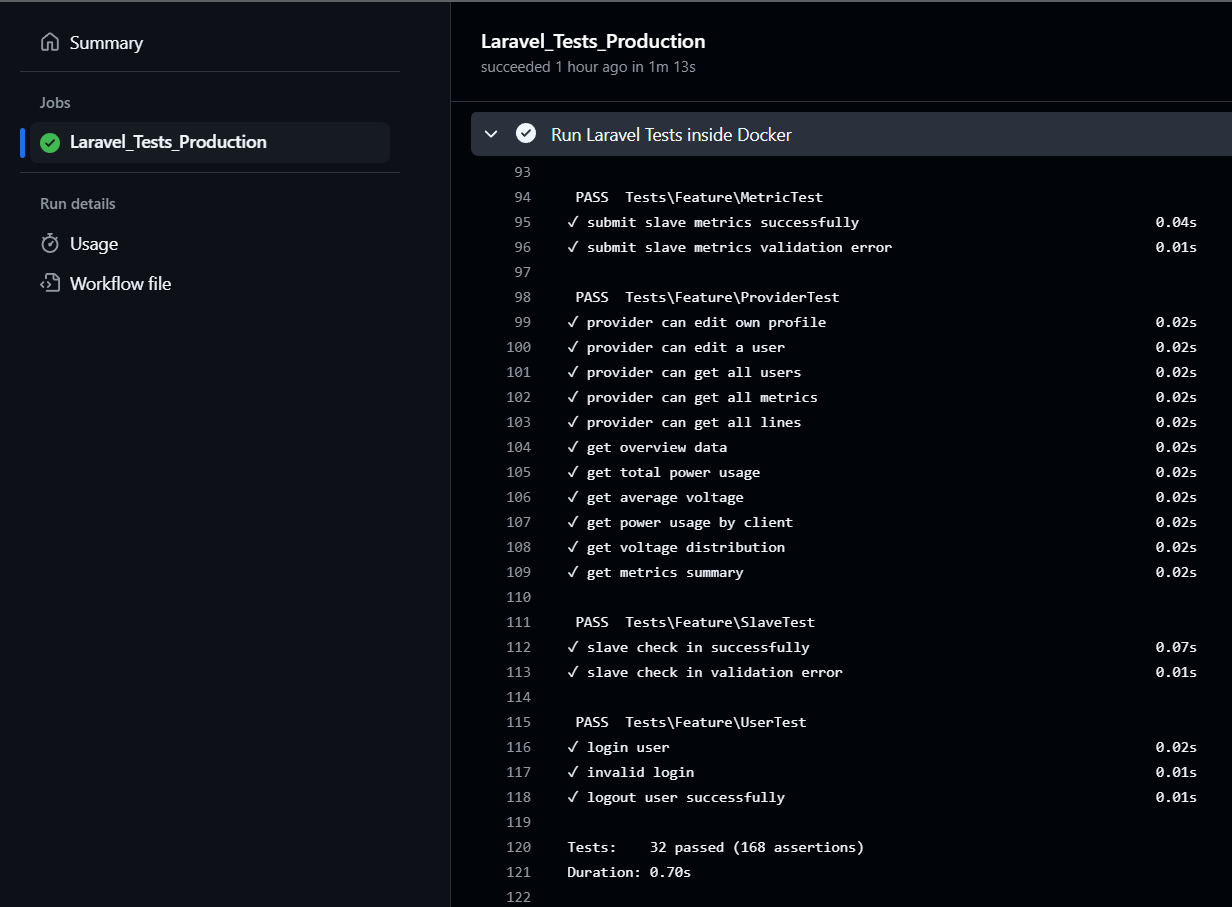 Summary
Jobs
Laravel_Tests_Production
Run details
Usage
Workflow file
Laravel_Tests_Production
succeeded 1 hour ago in 1m 13s
Run Laravel Tests inside Docker
93
94 PASS Tests\Feature\MetricTest
95 ✓ submit slave metrics successfully 0.04s
96 ✓ submit slave metrics validation error 0.01s
97
98 PASS Tests\Feature\ProviderTest
99 ✓ provider can edit own profile 0.02s
100 ✓ provider can edit a user 0.02s
101 ✓ provider can get all users 0.02s
102 ✓ provider can get all metrics 0.02s
103 ✓ provider can get all lines 0.02s
104 ✓ get overview data 0.02s
105 ✓ get total power usage 0.02s
106 ✓ get average voltage 0.02s
107 ✓ get power usage by client 0.02s
108 ✓ get voltage distribution 0.02s
109 ✓ get metrics summary 0.02s
110
111 PASS Tests\Feature\SlaveTest
112 ✓ slave check in successfully 0.07s
113 ✓ slave check in validation error 0.01s
114
115 PASS Tests\Feature\UserTest
116 ✓ login user 0.02s
117 ✓ invalid login 0.01s
118 ✓ logout user successfully 0.01s
119
120 Tests: 32 passed (168 assertions)
121 Duration: 0.70s
122